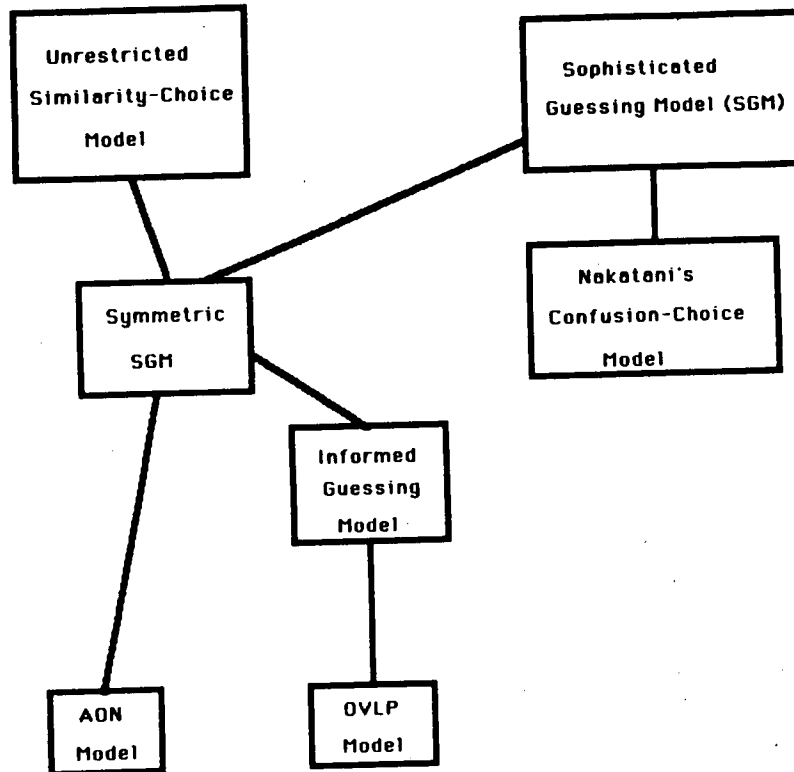 Unrestricted
Similarity-Choice
Model
Sophisticated
Guessing Model (SGM)
Nakatani's
Confusion-Choice
Model
Symmetric
SGM
Informed
Guessing
Model
AON
Model
OVLP
Model